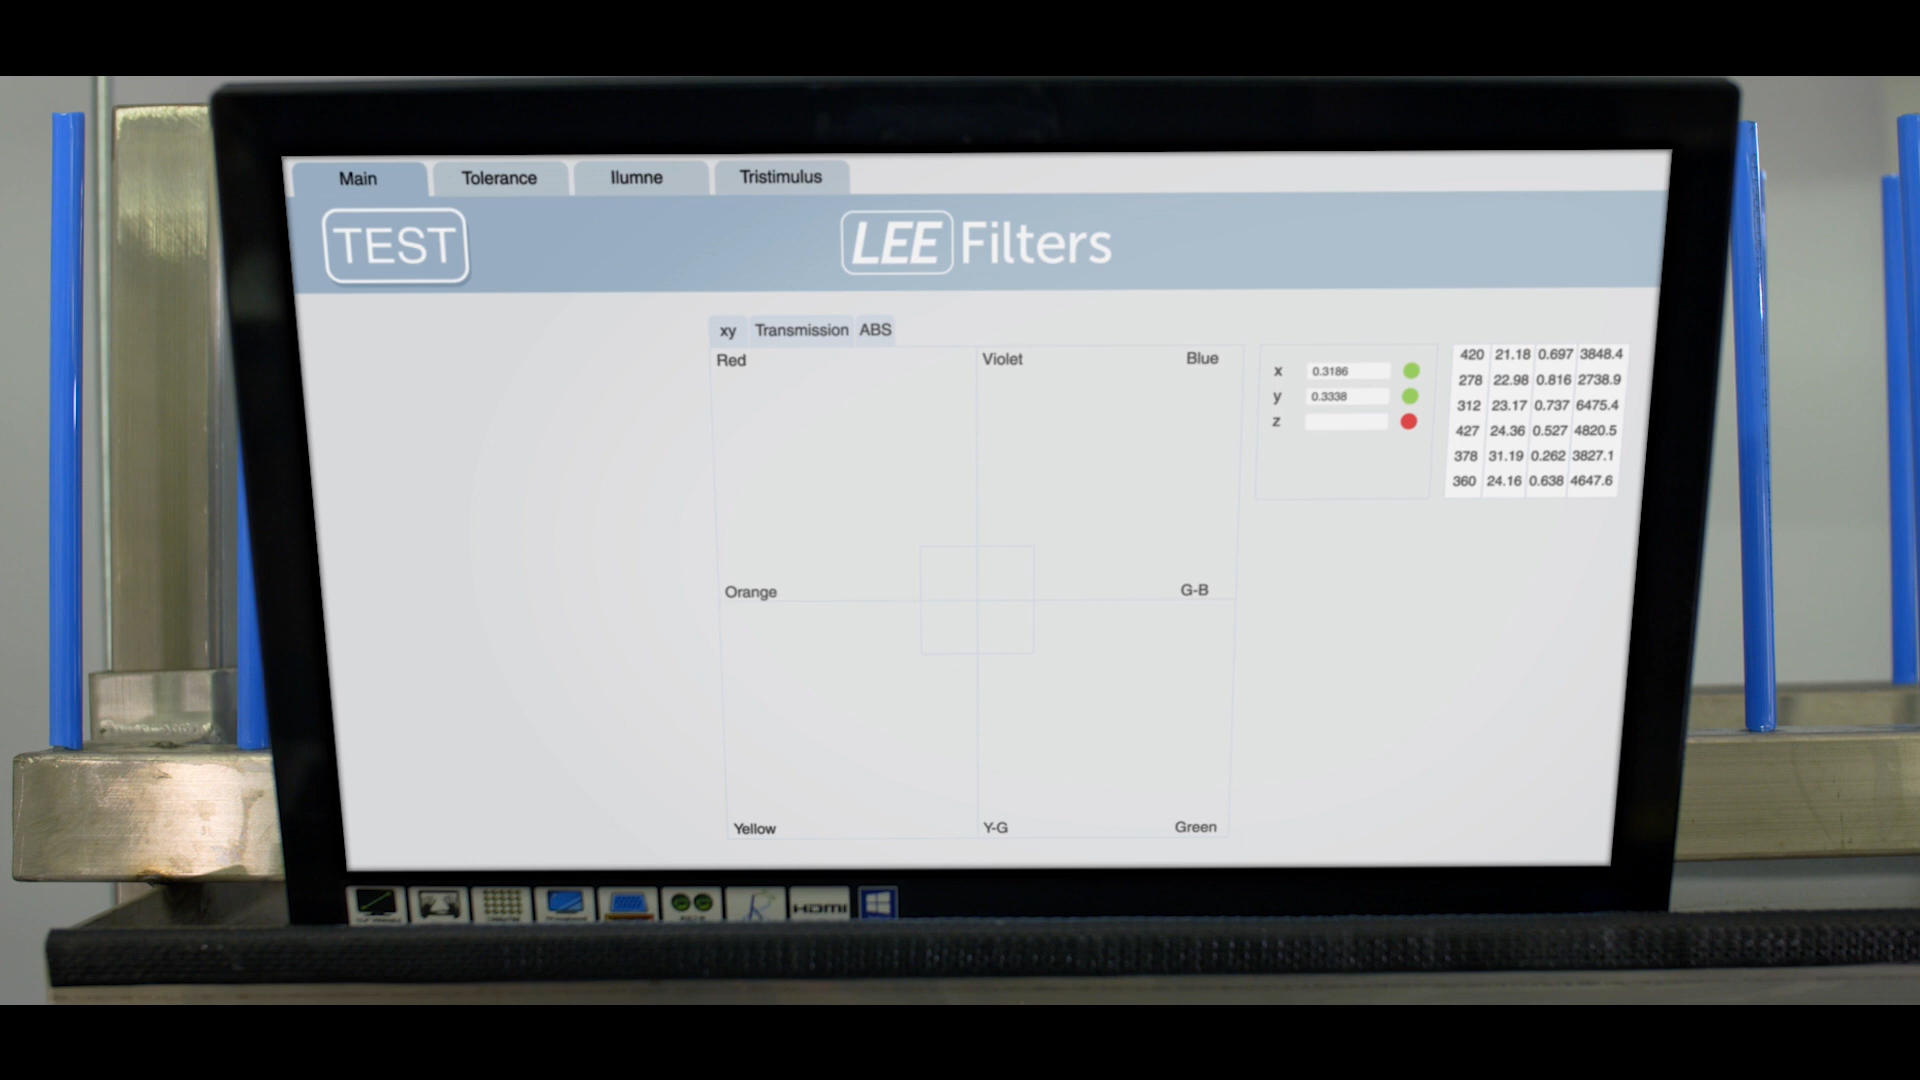 Main Tolerance Ilumne Tristimulus
TEST
LEE Filters
xy Transmission ABS
Red Violet Blue
Orange G-B
Yellow Y-G Green
x 0.3186
y 0.3338
z
420 21.18 0.697 3848.4
278 22.98 0.816 2738.9
312 23.17 0.737 6475.4
427 24.36 0.527 4820.5
378 31.19 0.262 3827.1
360 24.16 0.638 4647.6
HDMI